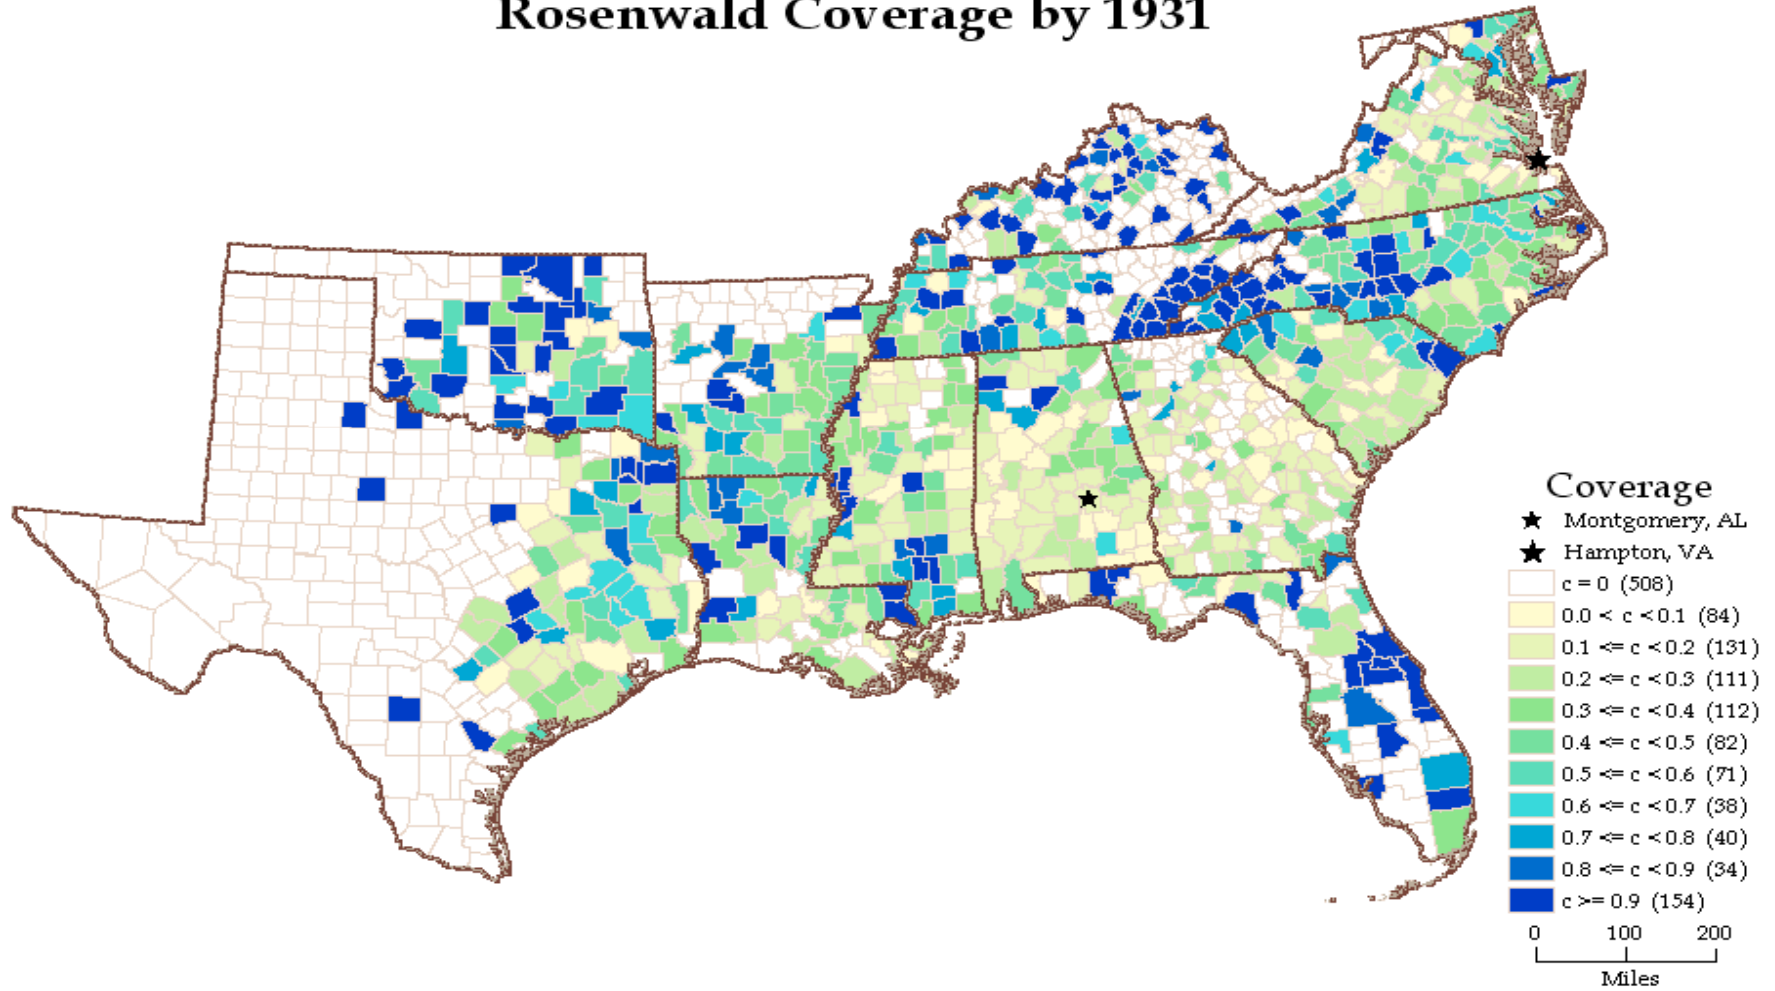 Rosenwald Coverage by 1931
Coverage
Montgomery, AL
Hampton, VA
c = 0 (508)
0.0 < c < 0.1 (84)
0.1 <= c < 0.2 (131)
0.2 <= c < 0.3 (111)
0.3 <= c < 0.4 (112)
0.4 <= c < 0.5 (82)
0.5 <= c < 0.6 (71)
0.6 <= c < 0.7 (38)
0.7 <= c < 0.8 (40)
0.8 <= c < 0.9 (34)
c >= 0.9 (154)
0 100 200
Miles